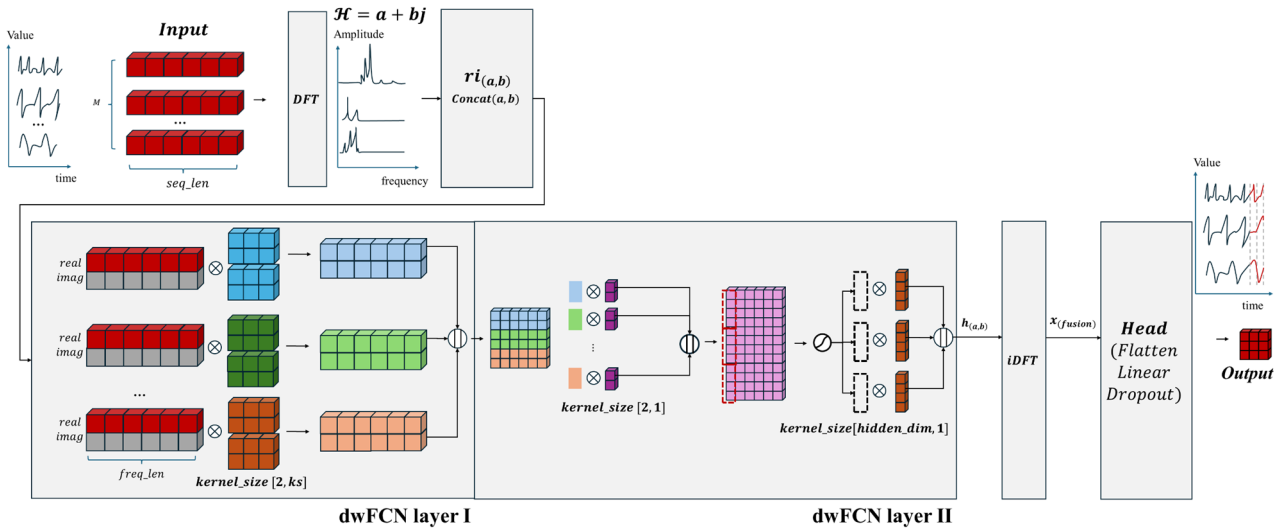 Input
Value
M
...
...
time
seq_len
DFT
ℋ = a + bj
Amplitude
frequency
ri(a,b)
Concat(a,b)
real
imag
real
imag
...
real
imag
freq_len
kernel_size [2, ks]
dwFCN layer I
⋮
kernel_size [2, 1]
kernel_size[hidden_dim, 1]
dwFCN layer II
h(a,b)
iDFT
x(fusion)
Head
(Flatten
Linear
Dropout)
Value
time
Output